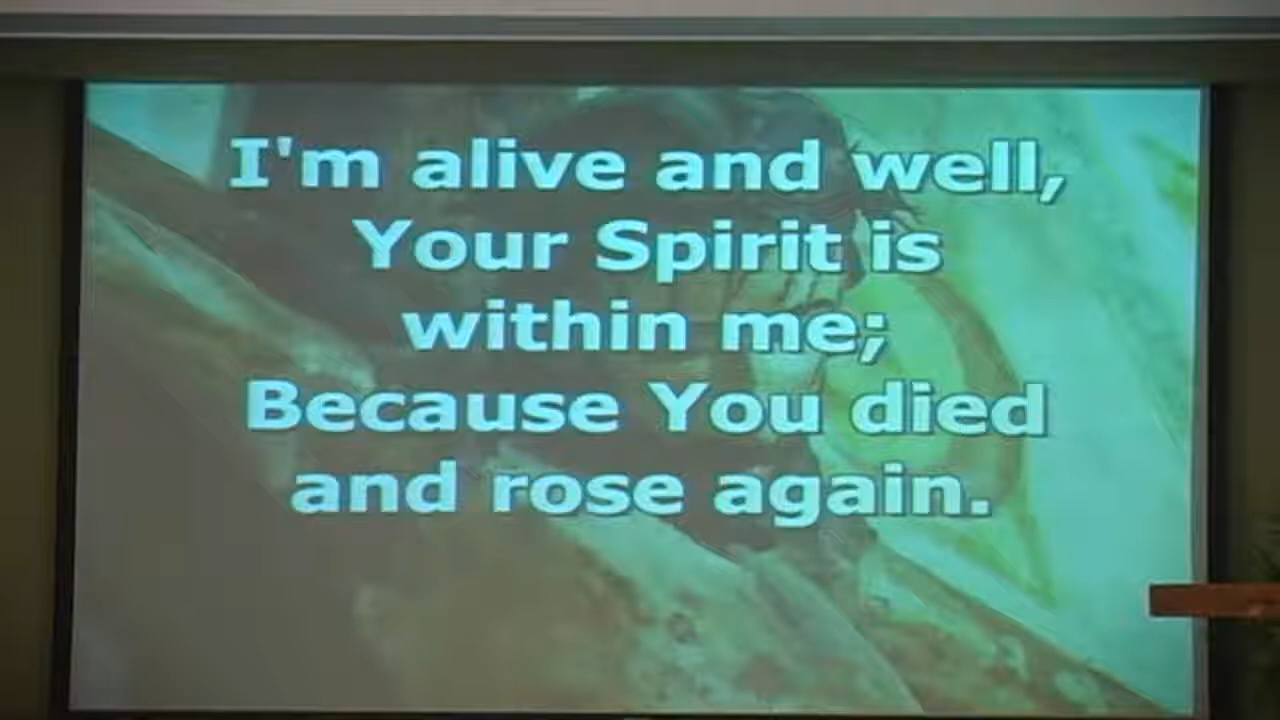 I'm alive and well,
Your Spirit is
within me;
Because You died
and rose again.